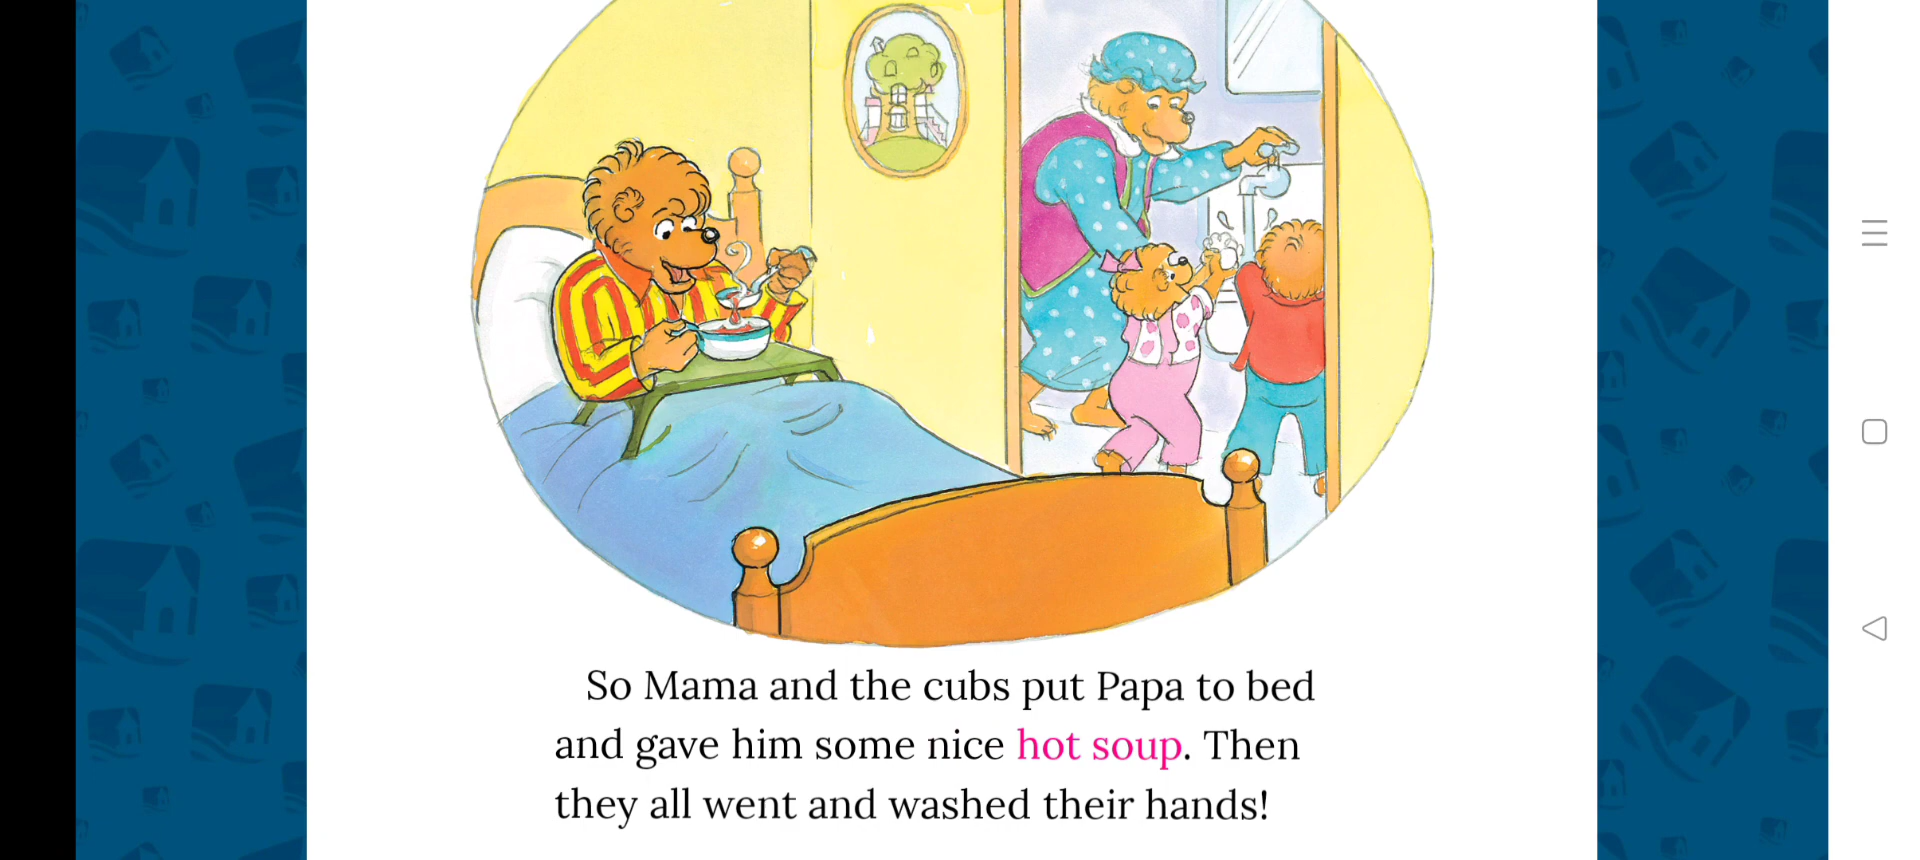 So Mama and the cubs put Papa to bed
and gave him some nice hot soup. Then
they all went and washed their hands!